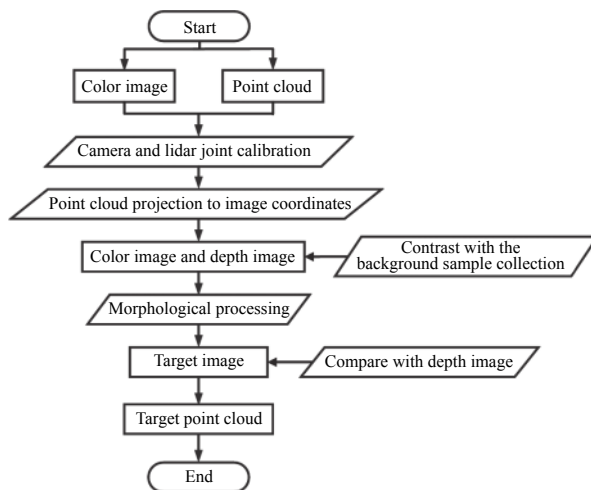 Start
Color image
Point cloud
Camera and lidar joint calibration
Point cloud projection to image coordinates
Color image and depth image
Contrast with the
background sample collection
Morphological processing
Target image
Compare with depth image
Target point cloud
End